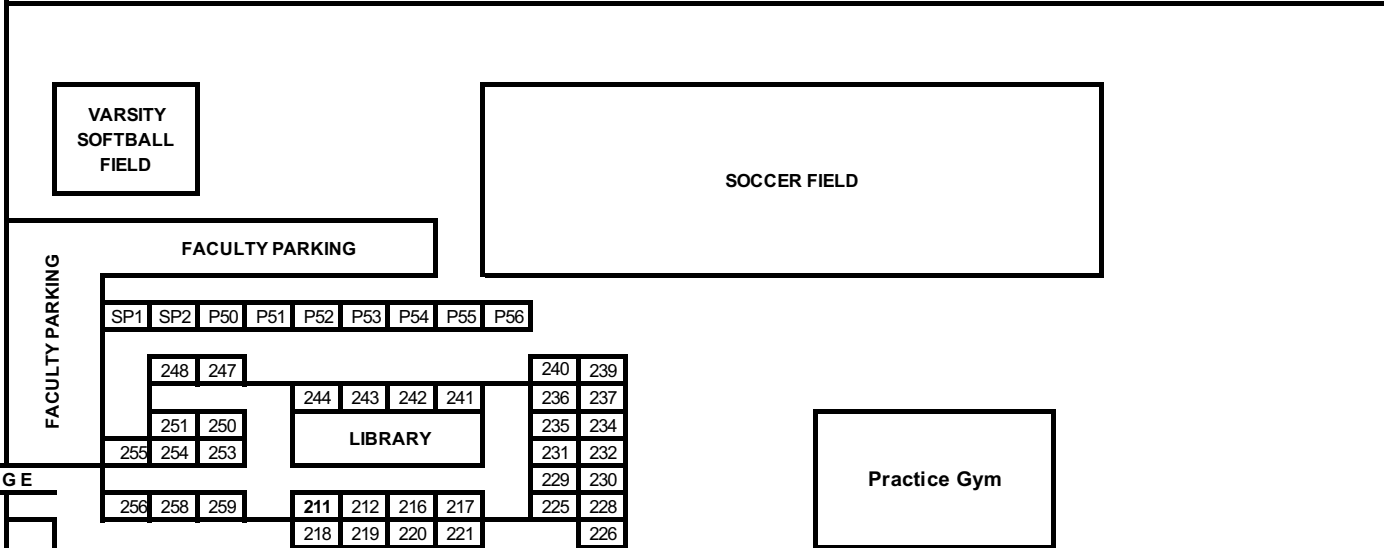 VARSITY
SOFTBALL
FIELD
SOCCER FIELD
FACULTY PARKING
FACULTY PARKING
SP1 SP2 P50 P51 P52 P53 P54 P55 P56
248 247 240 239
244 243 242 241 236 237
251 250 235 234
LIBRARY
255 254 253 231 232
G E 229 230
Practice Gym
256 258 259 211 212 216 217 225 228
218 219 220 221 226